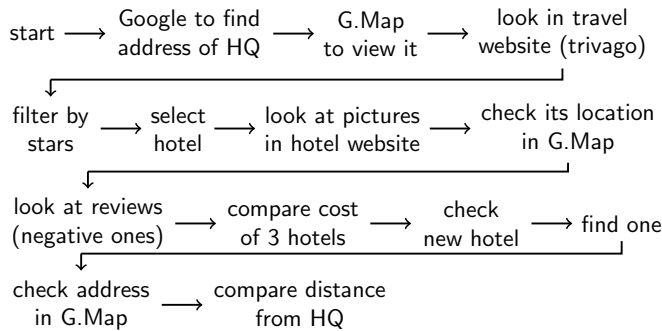 start
Google to find
address of HQ
G.Map
to view it
look in travel
website (trivago)
filter by
stars
select
hotel
look at pictures
in hotel website
check its location
in G.Map
look at reviews
(negative ones)
compare cost
of 3 hotels
check
new hotel
find one
check address
in G.Map
compare distance
from HQ